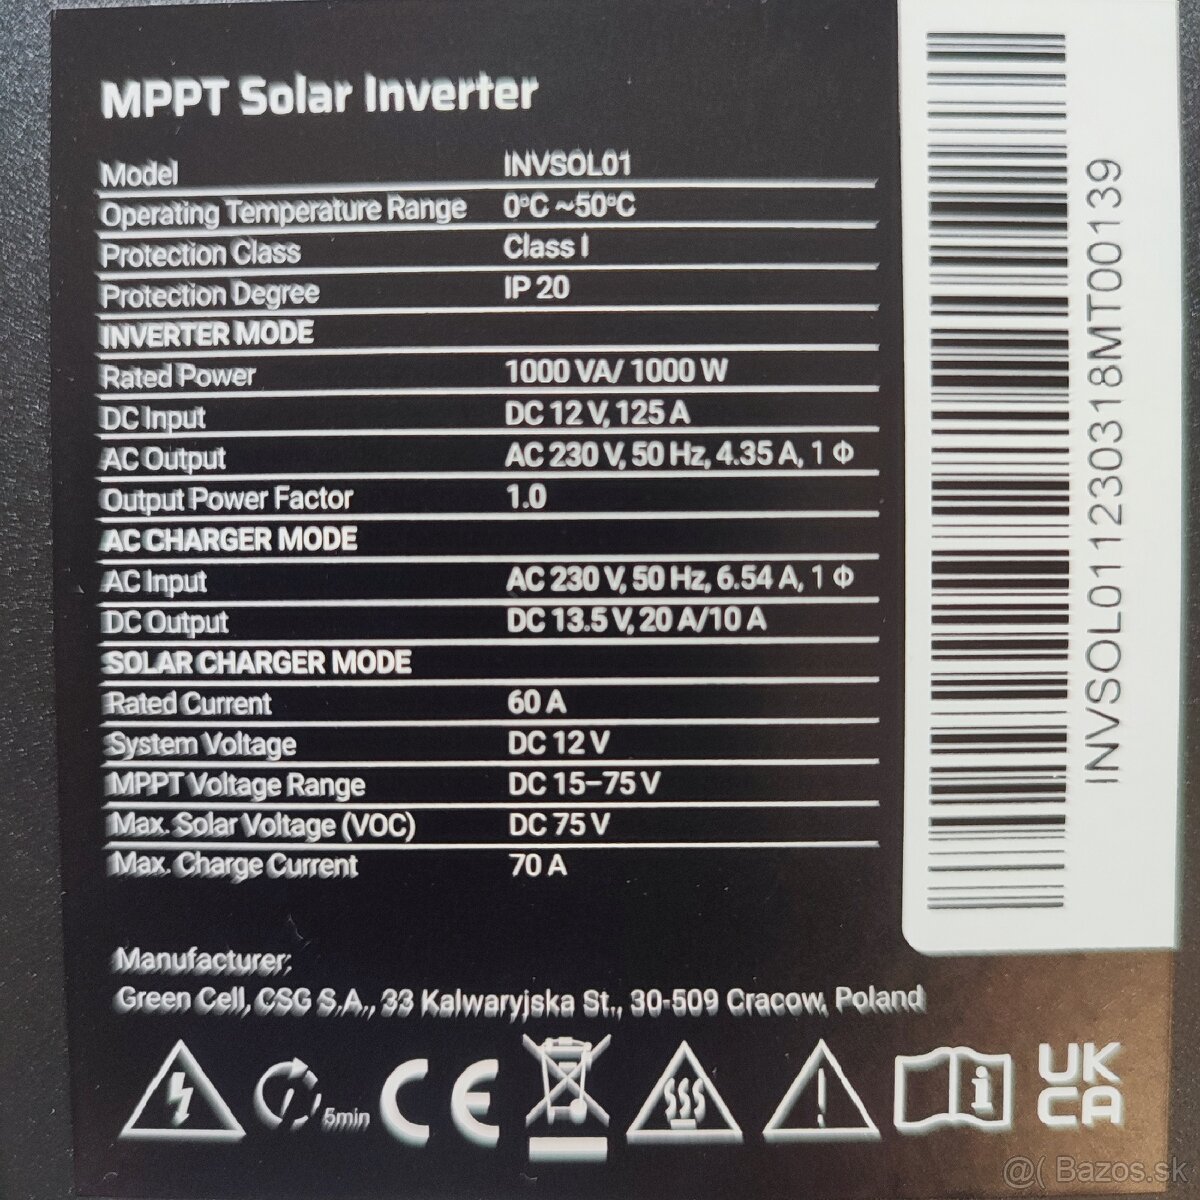 MPPT Solar Inverter
Model INVSOL01
Operating Temperature Range 0°C ~50°C
Protection Class Class I
Protection Degree IP 20
INVERTER MODE
Rated Power 1000 VA/ 1000 W
DC Input DC 12 V, 125 A
AC Output AC 230 V, 50 Hz, 4.35 A, 1 Φ
Output Power Factor 1.0
AC CHARGER MODE
AC Input AC 230 V, 50 Hz, 6.54 A, 1 Φ
DC Output DC 13.5 V, 20 A/10 A
SOLAR CHARGER MODE
Rated Current 60 A
System Voltage DC 12 V
MPPT Voltage Range DC 15–75 V
Max. Solar Voltage (VOC) DC 75 V
Max. Charge Current 70 A
Manufacturer:
Green Cell, CSG S.A., 33 Kalwaryjska St., 30-509 Cracow, Poland
5min CE UK
CA
INVSOL011230318MT00139
@( Bazos.sk